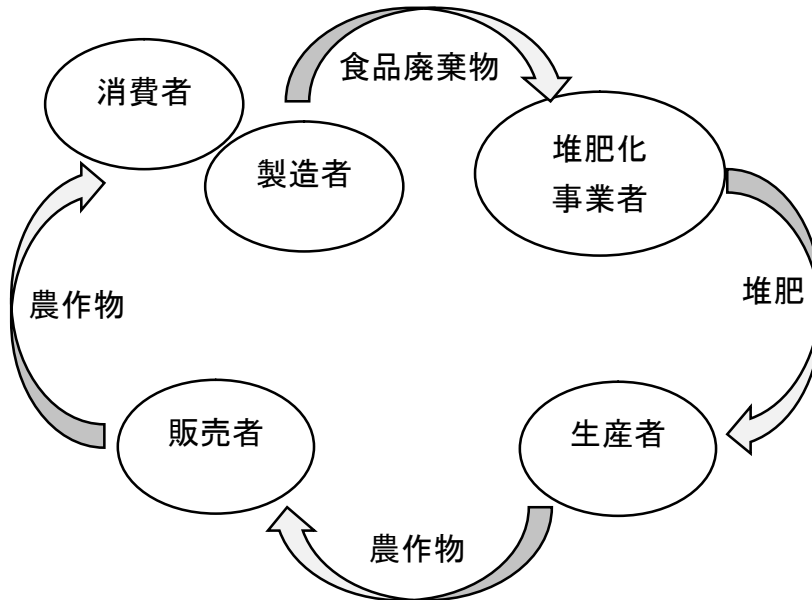 食品廃棄物
消費者
製造者
堆肥化
事業者
堆肥
農作物
販売者
生産者
農作物